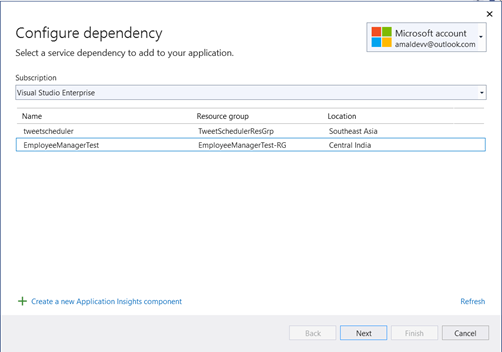 Configure dependency
Select a service dependency to add to your application.
Microsoft account
amaldevv@outlook.com
Subscription
Visual Studio Enterprise
Name Resource group Location
tweetscheduler TweetSchedulerResGrp Southeast Asia
EmployeeManagerTest EmployeeManagerTest-RG Central India
Create a new Application Insights component Refresh
Back Next Finish Cancel